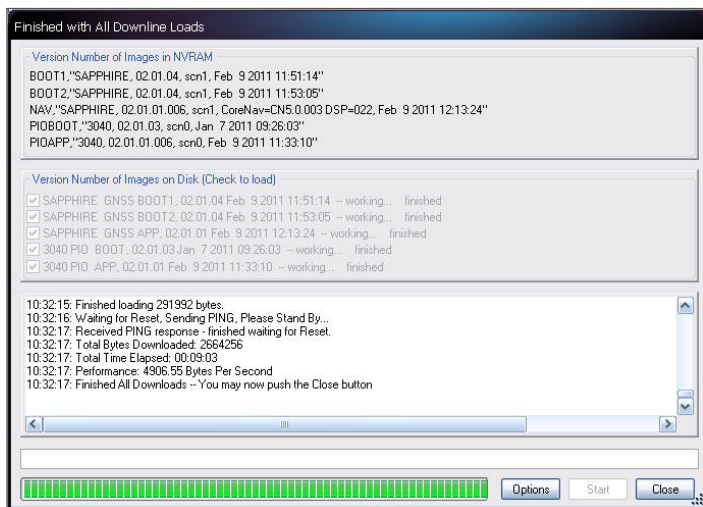 Finished with All Downline Loads
Version Number of Images in NVRAM
BOOT1,"SAPPHIRE, 02.01.04, scn1, Feb 9 2011 11:51:14"
BOOT2,"SAPPHIRE, 02.01.04, scn1, Feb 9 2011 11:53:05"
NAV,"SAPPHIRE, 02.01.01.006, scn1, CoreNav=CN5.0.003 DSP=022, Feb 9 2011 12:13:24"
PIOBOOT,"3040, 02.01.03, scn0, Jan 7 2011 09:26:03"
PIOAPP,"3040, 02.01.01.006, scn0, Feb 9 2011 11:33:10"
Version Number of Images on Disk (Check to load)
SAPPHIRE GNSS BOOT1, 02.01.04 Feb 9 2011 11:51:14 -- working... finished
SAPPHIRE GNSS BOOT2, 02.01.04 Feb 9 2011 11:53:05 -- working... finished
SAPPHIRE GNSS APP, 02.01.01 Feb 9 2011 12:13:24 -- working... finished
3040 PIO BOOT, 02.01.03 Jan 7 2011 09:26:03 -- working... finished
3040 PIO APP, 02.01.01 Feb 9 2011 11:33:10 -- working... finished
10:32:15: Finished loading 291992 bytes.
10:32:16: Waiting for Reset, Sending PING, Please Stand By...
10:32:17: Received PING response - finished waiting for Reset.
10:32:17: Total Bytes Downloaded: 2664256
10:32:17: Total Time Elapsed: 00:09:03
10:32:17: Performance: 4906.55 Bytes Per Second
10:32:17: Finished All Downloads -- You may now push the Close button
Options Start Close